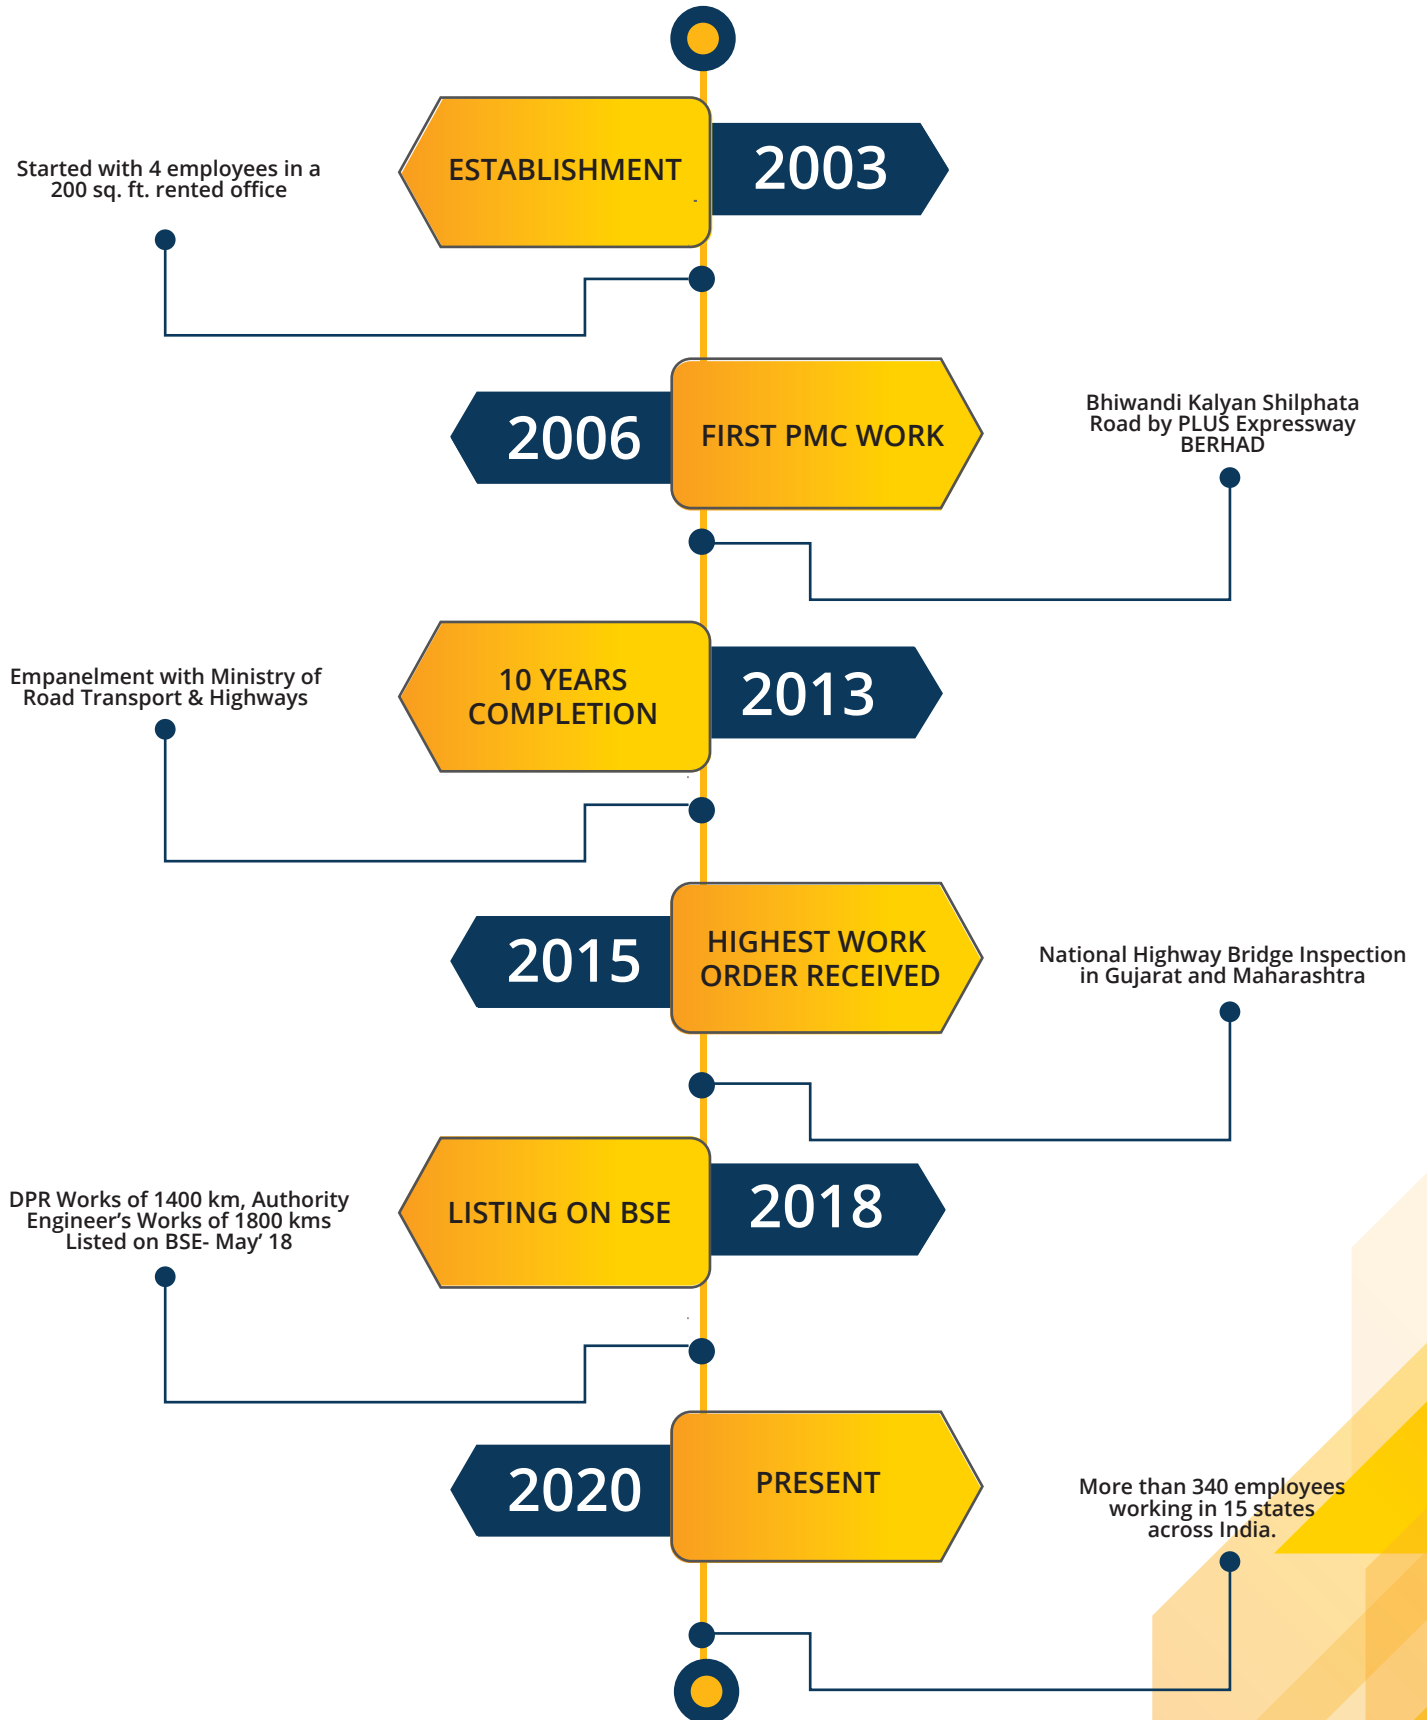 Started with 4 employees in a
200 sq. ft. rented office
ESTABLISHMENT
2003
2006
FIRST PMC WORK
Bhiwandi Kalyan Shilphata
Road by PLUS Expressway
BERHAD
Empanelment with Ministry of
Road Transport & Highways
10 YEARS
COMPLETION
2013
2015
HIGHEST WORK
ORDER RECEIVED
National Highway Bridge Inspection
in Gujarat and Maharashtra
DPR Works of 1400 km, Authority
Engineer’s Works of 1800 kms
Listed on BSE- May’ 18
LISTING ON BSE
2018
2020
PRESENT
More than 340 employees
working in 15 states
across India.